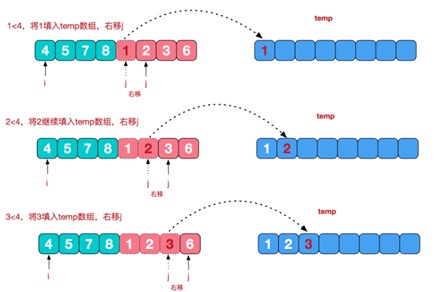 1<4，将1填入temp数组，右移j
temp
4 5 7 8 1 2 3 6
1
i
j j
右移
2<4，将2继续填入temp数组，右移j
temp
4 5 7 8 1 2 3 6
1 2
i
j j
右移
3<4，将3填入temp数组，右移j
temp
4 5 7 8 1 2 3 6
1 2 3
i
j j
右移